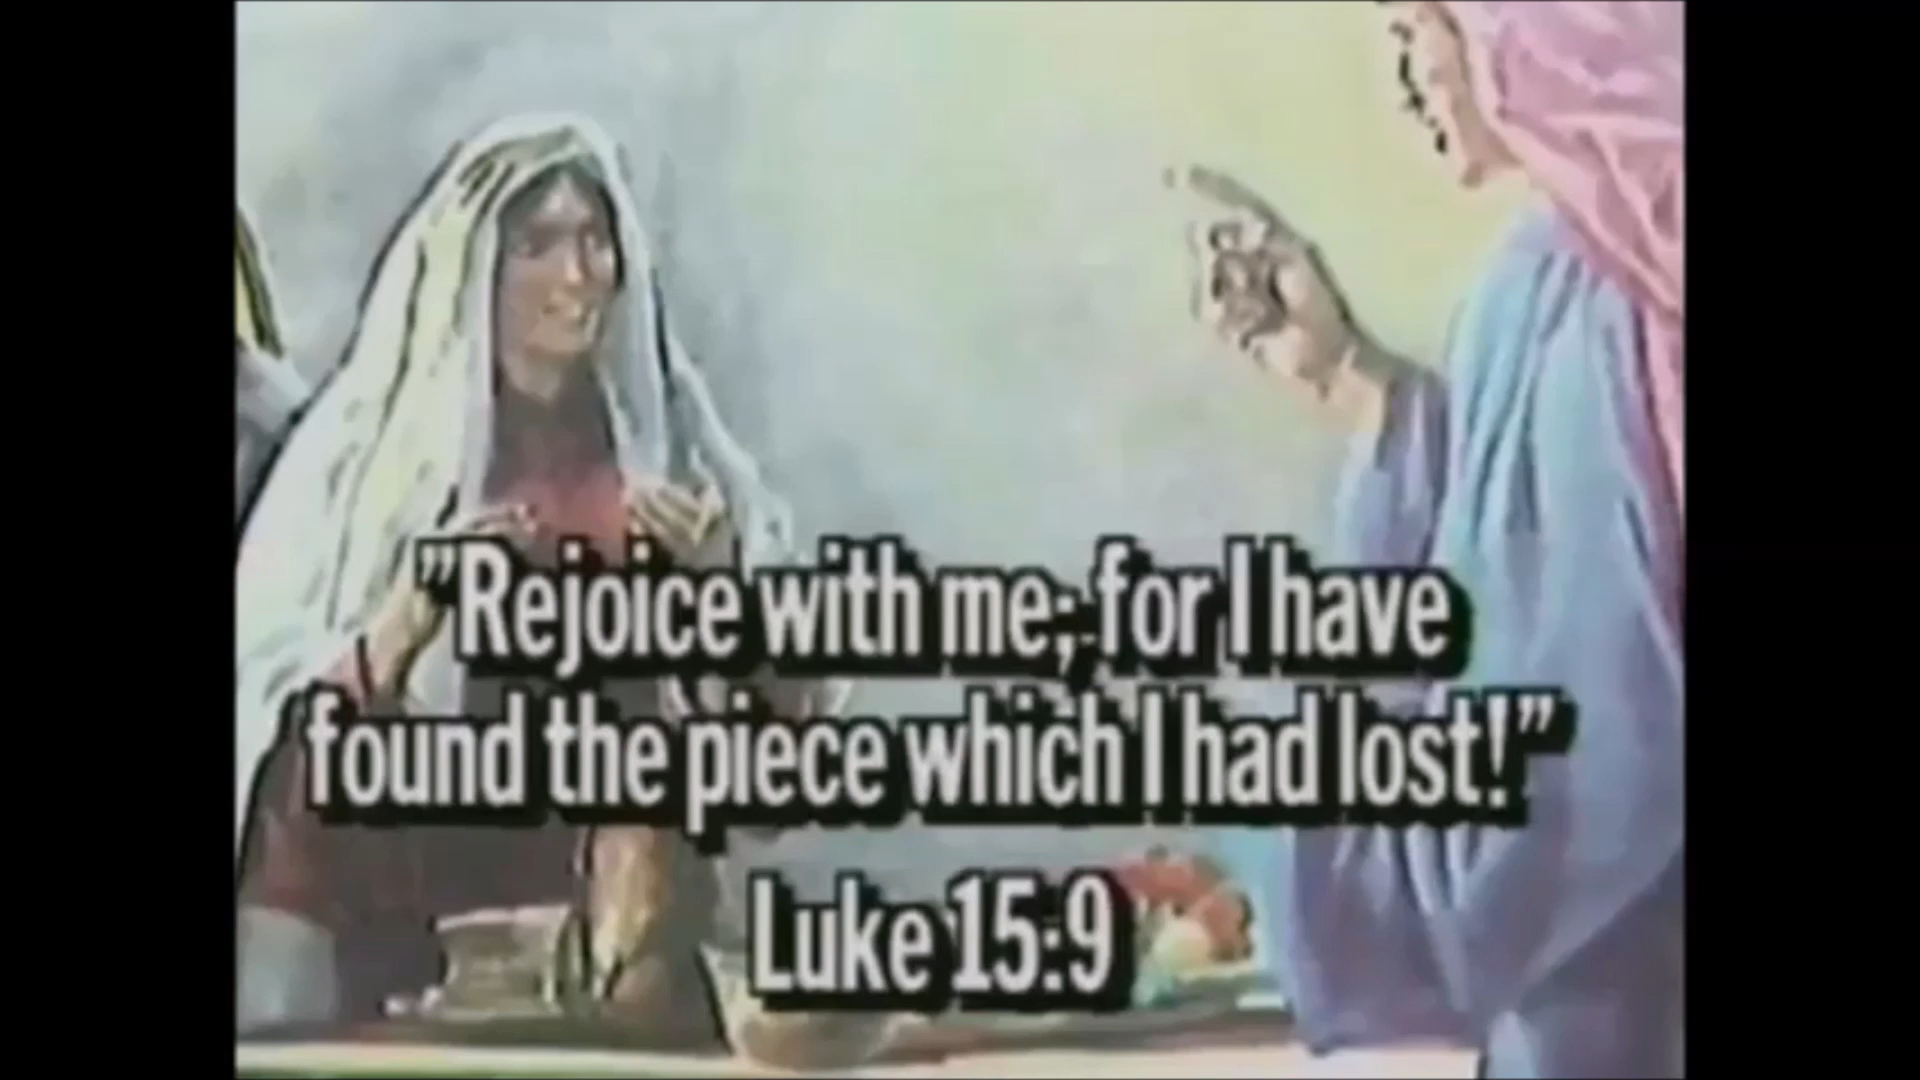 ”Rejoice with me; for I have
found the piece which I had lost!”
Luke 15:9